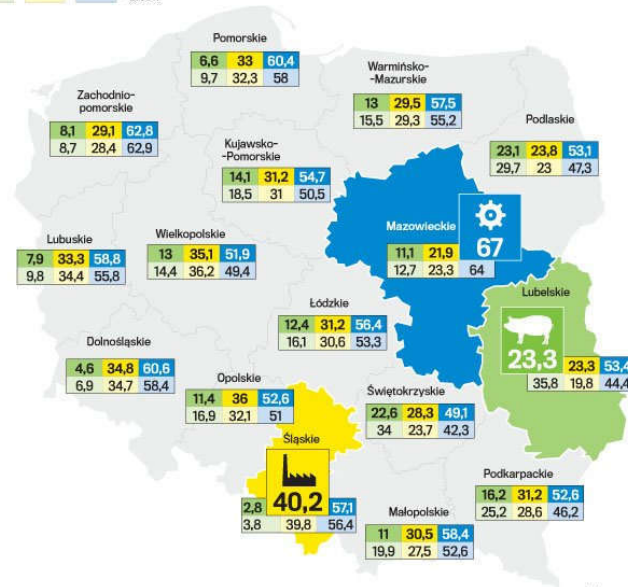 Pomorskie
6,6 33 60,4
9,7 32,3 58
Warmińsko-
-Mazurskie
13 29,5 57,5
15,5 29,3 55,2
Zachodnio-
pomorskie
8,1 29,1 62,8
8,7 28,4 62,9
Podlaskie
23,1 23,8 53,1
29,7 23 47,3
Kujawsko-
-Pomorskie
14,1 31,2 54,7
18,5 31 50,5
Mazowieckie
67
11,1 21,9
12,7 23,3 64
Lubuskie
7,9 33,3 58,8
9,8 34,4 55,8
Wielkopolskie
13 35,1 51,9
14,4 36,2 49,4
Lubelskie
23,3 23,3 53,4
35,8 19,8 44,4
Łódzkie
12,4 31,2 56,4
16,1 30,6 53,3
Dolnośląskie
4,6 34,8 60,6
6,9 34,7 58,4
Opolskie
11,4 36 52,6
16,9 32,1 51
Świętokrzyskie
22,6 28,3 49,1
34 23,7 42,3
Śląskie
40,2
2,8 57,1
3,8 39,8 56,4
Podkarpackie
16,2 31,2 52,6
25,2 28,6 46,2
Małopolskie
11 30,5 58,4
19,9 27,5 52,6